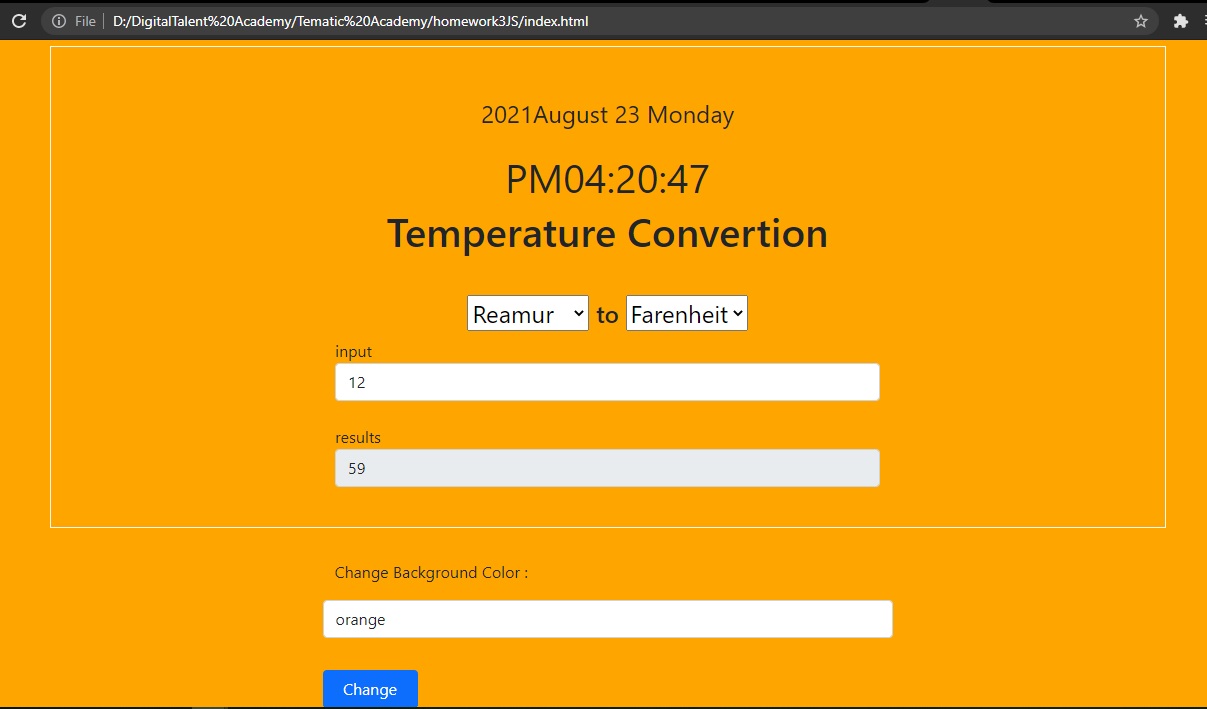 File D:/DigitalTalent%20Academy/Tematic%20Academy/homework3JS/index.html
2021August 23 Monday
PM04:20:47
Temperature Convertion
Reamur to Farenheit
input
12
results
59
Change Background Color :
orange
Change